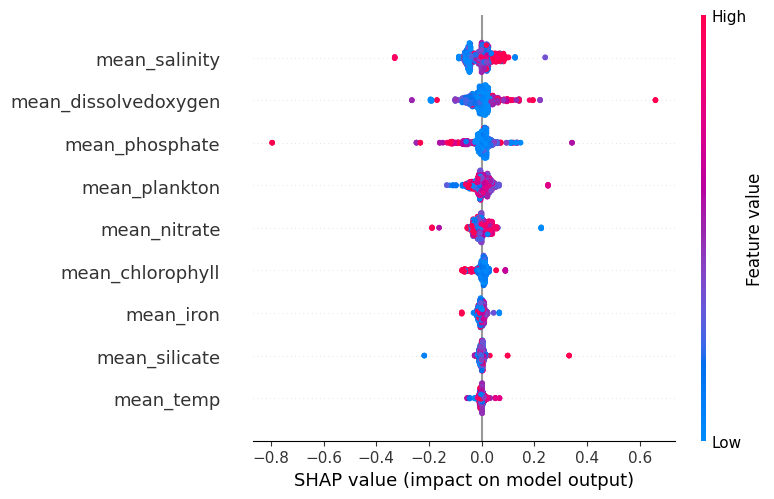 High
mean_salinity
mean_dissolvedoxygen
mean_phosphate
mean_plankton
mean_nitrate
mean_chlorophyll
mean_iron
mean_silicate
mean_temp
Feature value
Low
−0.8 −0.6 −0.4 −0.2 0.0 0.2 0.4 0.6
SHAP value (impact on model output)